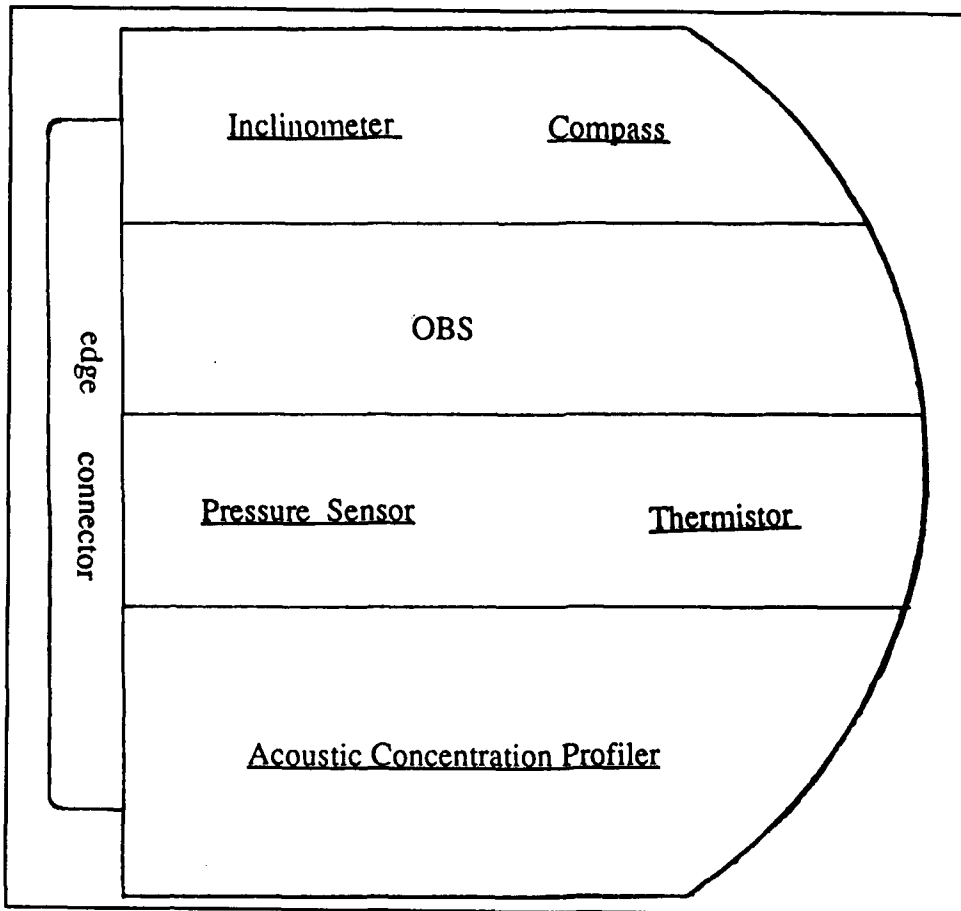 Inclinometer Compass
OBS
edge connector
Pressure Sensor Thermistor
Acoustic Concentration Profiler